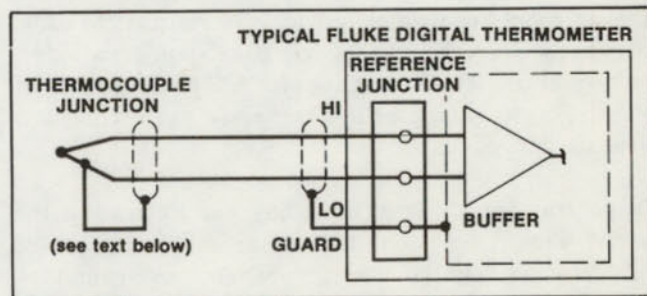 TYPICAL FLUKE DIGITAL THERMOMETER
REFERENCE
JUNCTION
THERMOCOUPLE
JUNCTION
HI
LO
GUARD
BUFFER
(see text below)